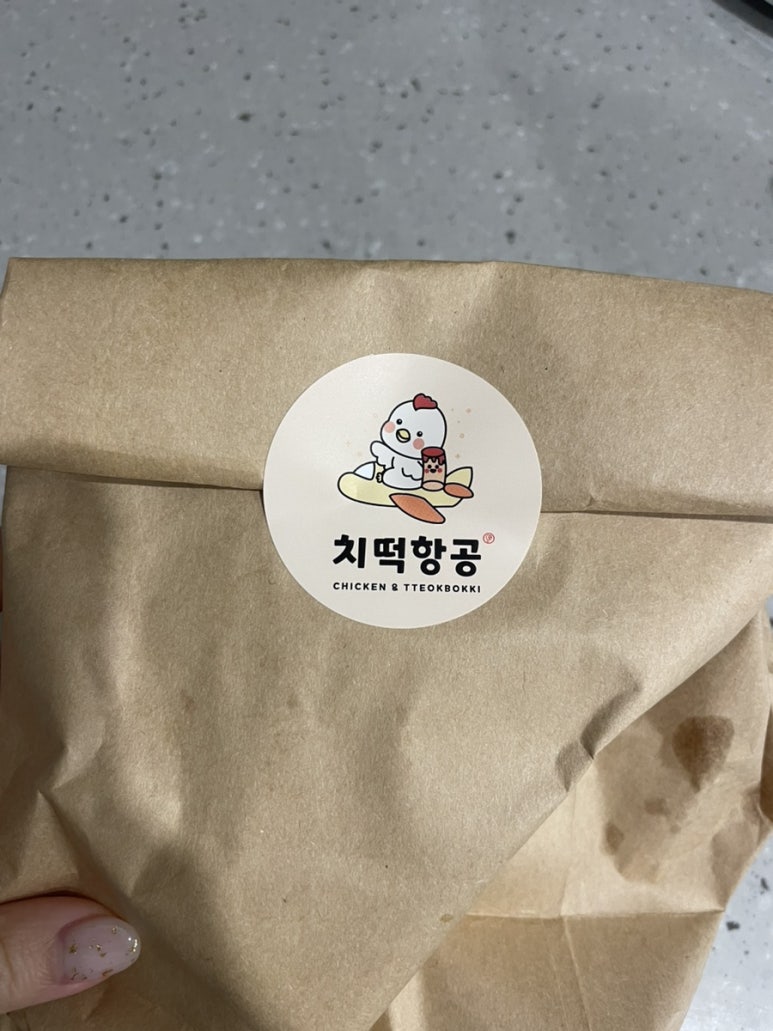 치떡항공
CHICKEN & TTEOKBOKKI